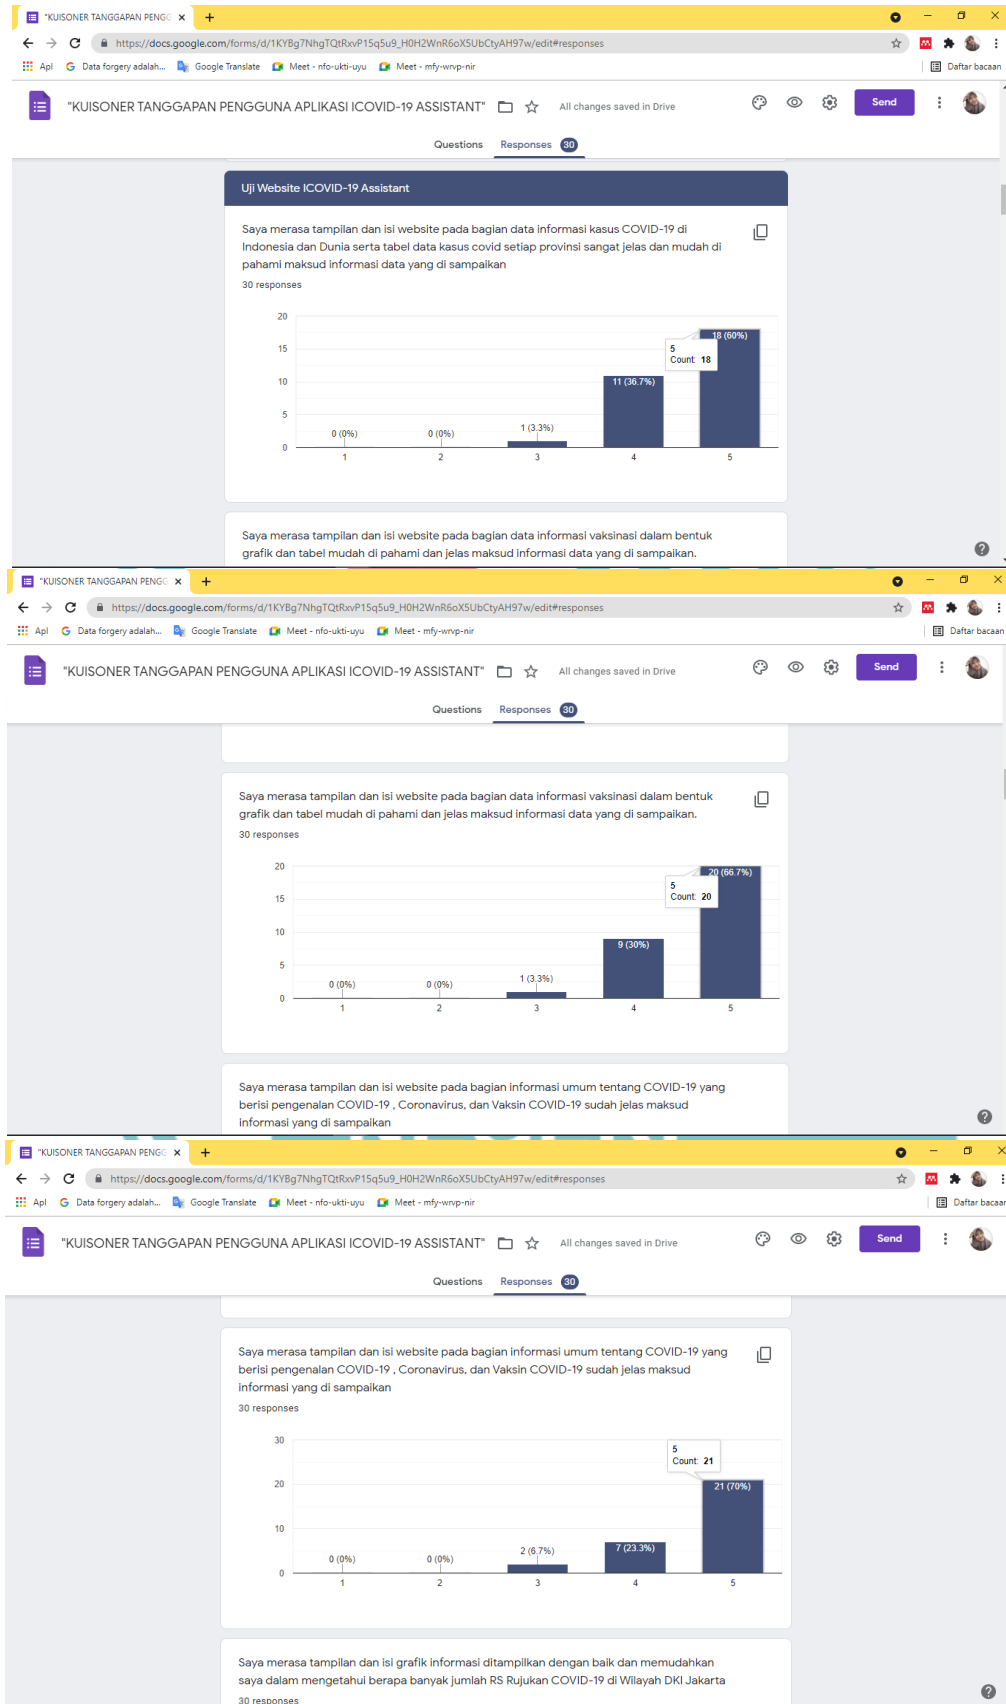 "KUISONER TANGGAPAN PENGG
https://docs.google.com/forms/d/1KYBg7NhgTQtRxvP15q5u9_H0H2WnR6oX5UbCtyAH97w/edit#responses
Apl Data forgery adalah... Google Translate Meet - nfo-ukti-uyu Meet - mfy-wrvp-nir Daftar bacaan
"KUISONER TANGGAPAN PENGGUNA APLIKASI ICOVID-19 ASSISTANT" All changes saved in Drive Send
Questions Responses 30
Uji Website ICOVID-19 Assistant
Saya merasa tampilan dan isi website pada bagian data informasi kasus COVID-19 di
Indonesia dan Dunia serta tabel data kasus covid setiap provinsi sangat jelas dan mudah di
pahami maksud informasi data yang di sampaikan
30 responses
20
15
10
5
0
0 (0%) 0 (0%) 1 (3.3%) 11 (36.7%) 18 (60%)
5
Count: 18
1 2 3 4 5
Saya merasa tampilan dan isi website pada bagian data informasi vaksinasi dalam bentuk
grafik dan tabel mudah di pahami dan jelas maksud informasi data yang di sampaikan.
"KUISONER TANGGAPAN PENGG
https://docs.google.com/forms/d/1KYBg7NhgTQtRxvP15q5u9_H0H2WnR6oX5UbCtyAH97w/edit#responses
Apl Data forgery adalah... Google Translate Meet - nfo-ukti-uyu Meet - mfy-wrvp-nir Daftar bacaan
"KUISONER TANGGAPAN PENGGUNA APLIKASI ICOVID-19 ASSISTANT" All changes saved in Drive Send
Questions Responses 30
Saya merasa tampilan dan isi website pada bagian data informasi vaksinasi dalam bentuk
grafik dan tabel mudah di pahami dan jelas maksud informasi data yang di sampaikan.
30 responses
20
15
10
5
0
0 (0%) 0 (0%) 1 (3.3%) 9 (30%) 20 (66.7%)
5
Count: 20
1 2 3 4 5
Saya merasa tampilan dan isi website pada bagian informasi umum tentang COVID-19 yang
berisi pengenalan COVID-19 , Coronavirus, dan Vaksin COVID-19 sudah jelas maksud
informasi yang di sampaikan
"KUISONER TANGGAPAN PENGG
https://docs.google.com/forms/d/1KYBg7NhgTQtRxvP15q5u9_H0H2WnR6oX5UbCtyAH97w/edit#responses
Apl Data forgery adalah... Google Translate Meet - nfo-ukti-uyu Meet - mfy-wrvp-nir Daftar bacaan
"KUISONER TANGGAPAN PENGGUNA APLIKASI ICOVID-19 ASSISTANT" All changes saved in Drive Send
Questions Responses 30
Saya merasa tampilan dan isi website pada bagian informasi umum tentang COVID-19 yang
berisi pengenalan COVID-19 , Coronavirus, dan Vaksin COVID-19 sudah jelas maksud
informasi yang di sampaikan
30 responses
30
20
10
0
0 (0%) 0 (0%) 2 (6.7%) 7 (23.3%) 21 (70%)
5
Count: 21
1 2 3 4 5
Saya merasa tampilan dan isi grafik informasi ditampilkan dengan baik dan memudahkan
saya dalam mengetahui berapa banyak jumlah RS Rujukan COVID-19 di Wilayah DKI Jakarta
30 responses